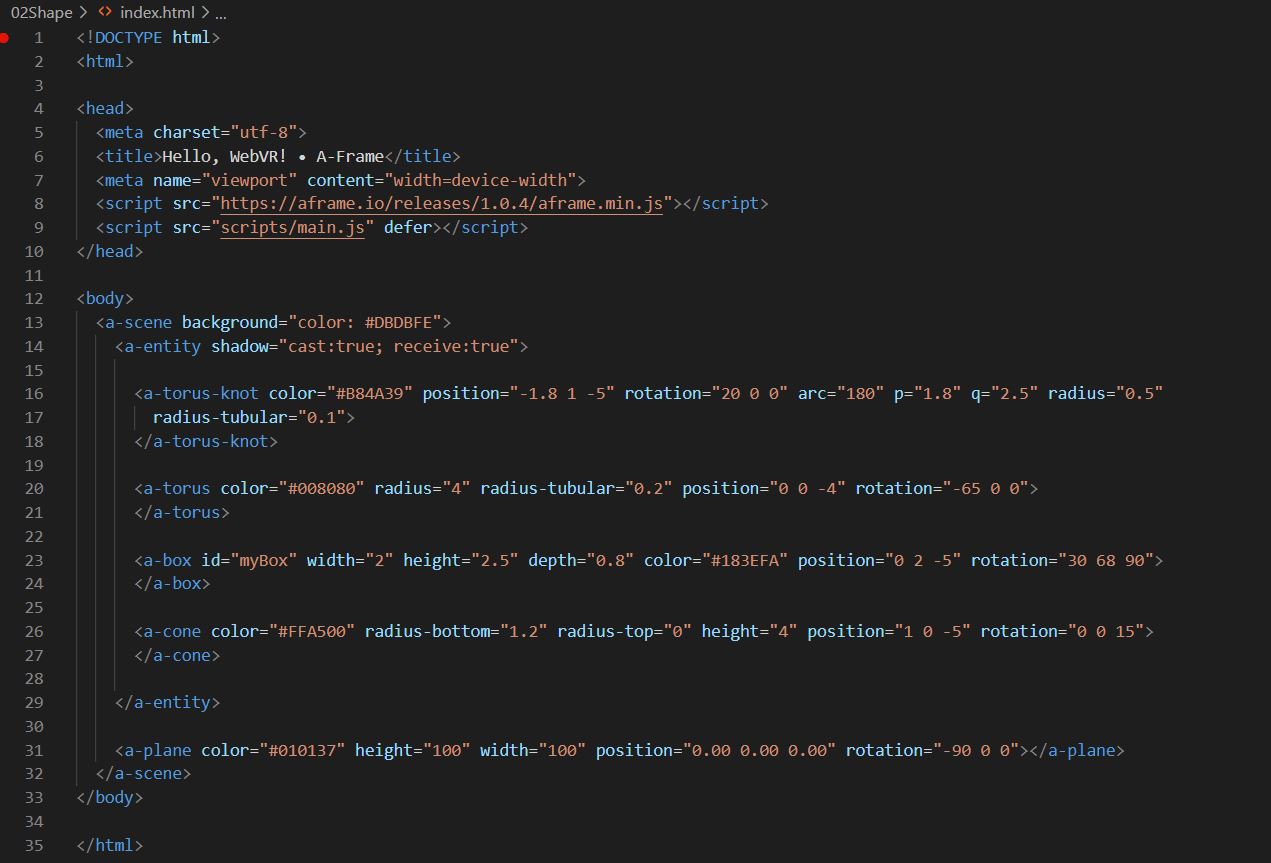 02Shape > <> index.html > ...
1 <!DOCTYPE html>
2 <html>
3
4 <head>
5   <meta charset="utf-8">
6   <title>Hello, WebVR! • A-Frame</title>
7   <meta name="viewport" content="width=device-width">
8   <script src="https://aframe.io/releases/1.0.4/aframe.min.js"></script>
9   <script src="scripts/main.js" defer></script>
10 </head>
11
12 <body>
13   <a-scene background="color: #DBDBFE">
14     <a-entity shadow="cast:true; receive:true">
15
16       <a-torus-knot color="#B84A39" position="-1.8 1 -5" rotation="20 0 0" arc="180" p="1.8" q="2.5" radius="0.5"
17         radius-tubular="0.1">
18       </a-torus-knot>
19
20       <a-torus color="#008080" radius="4" radius-tubular="0.2" position="0 0 -4" rotation="-65 0 0">
21       </a-torus>
22
23       <a-box id="myBox" width="2" height="2.5" depth="0.8" color="#183EFA" position="0 2 -5" rotation="30 68 90">
24       </a-box>
25
26       <a-cone color="#FFA500" radius-bottom="1.2" radius-top="0" height="4" position="1 0 -5" rotation="0 0 15">
27       </a-cone>
28
29     </a-entity>
30
31     <a-plane color="#010137" height="100" width="100" position="0.00 0.00 0.00" rotation="-90 0 0"></a-plane>
32   </a-scene>
33 </body>
34
35 </html>